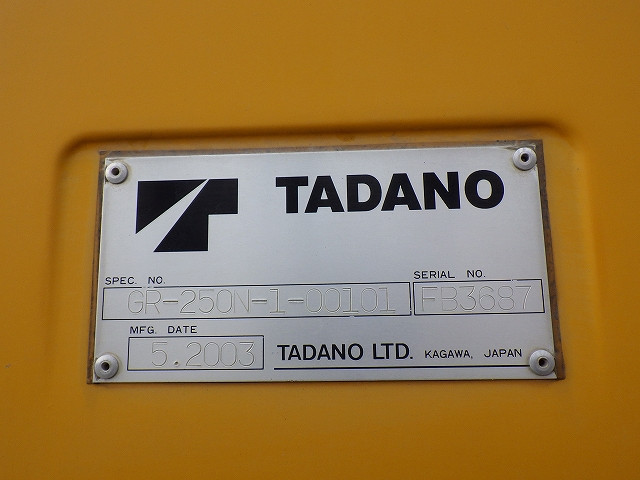 TADANO
SPEC. NO. SERIAL NO.
GR-250N-1-00101 FB3687
MFG. DATE
5.2003 TADANO LTD. KAGAWA, JAPAN